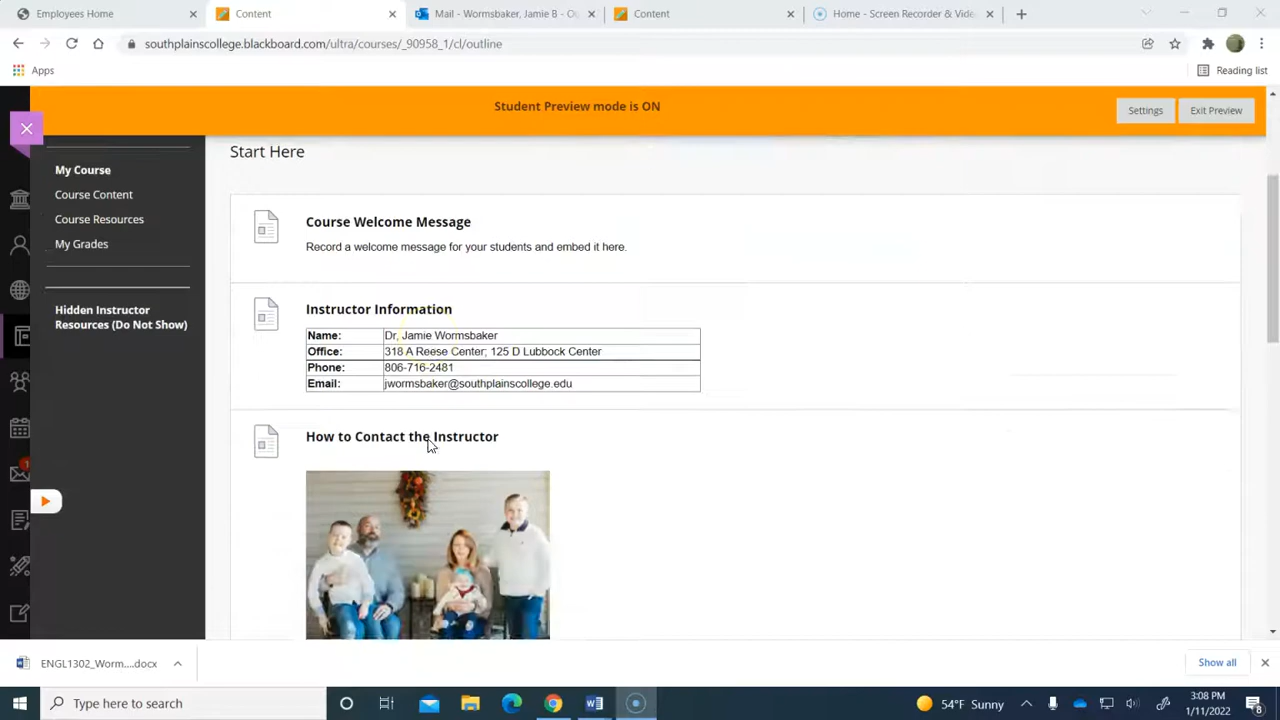 Employees Home
Content
Mail - Wormsbaker, Jamie B - O
Content
Home - Screen Recorder & Vide
southplainscollege.blackboard.com/ultra/courses/_90958_1/cl/outline
Apps
Reading list
Student Preview mode is ON
Settings
Exit Preview
Start Here
My Course
Course Content
Course Resources
My Grades
Hidden Instructor
Resources (Do Not Show)
Course Welcome Message
Record a welcome message for your students and embed it here.
Instructor Information
Name: Dr. Jamie Wormsbaker
Office: 318 A Reese Center; 125 D Lubbock Center
Phone: 806-716-2481
Email: jwormsbaker@southplainscollege.edu
How to Contact the Instructor
1
ENGL1302_Worm....docx
Show all
Type here to search
54°F Sunny
3:08 PM
1/11/2022
8